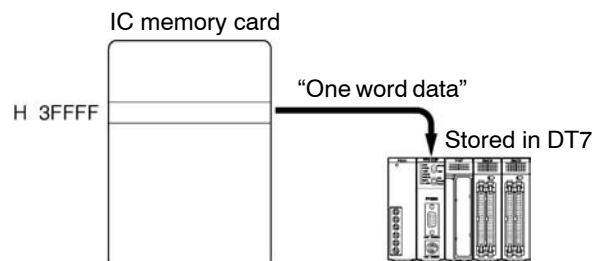 IC memory card
H 3FFFF
“One word data”
Stored in DT7